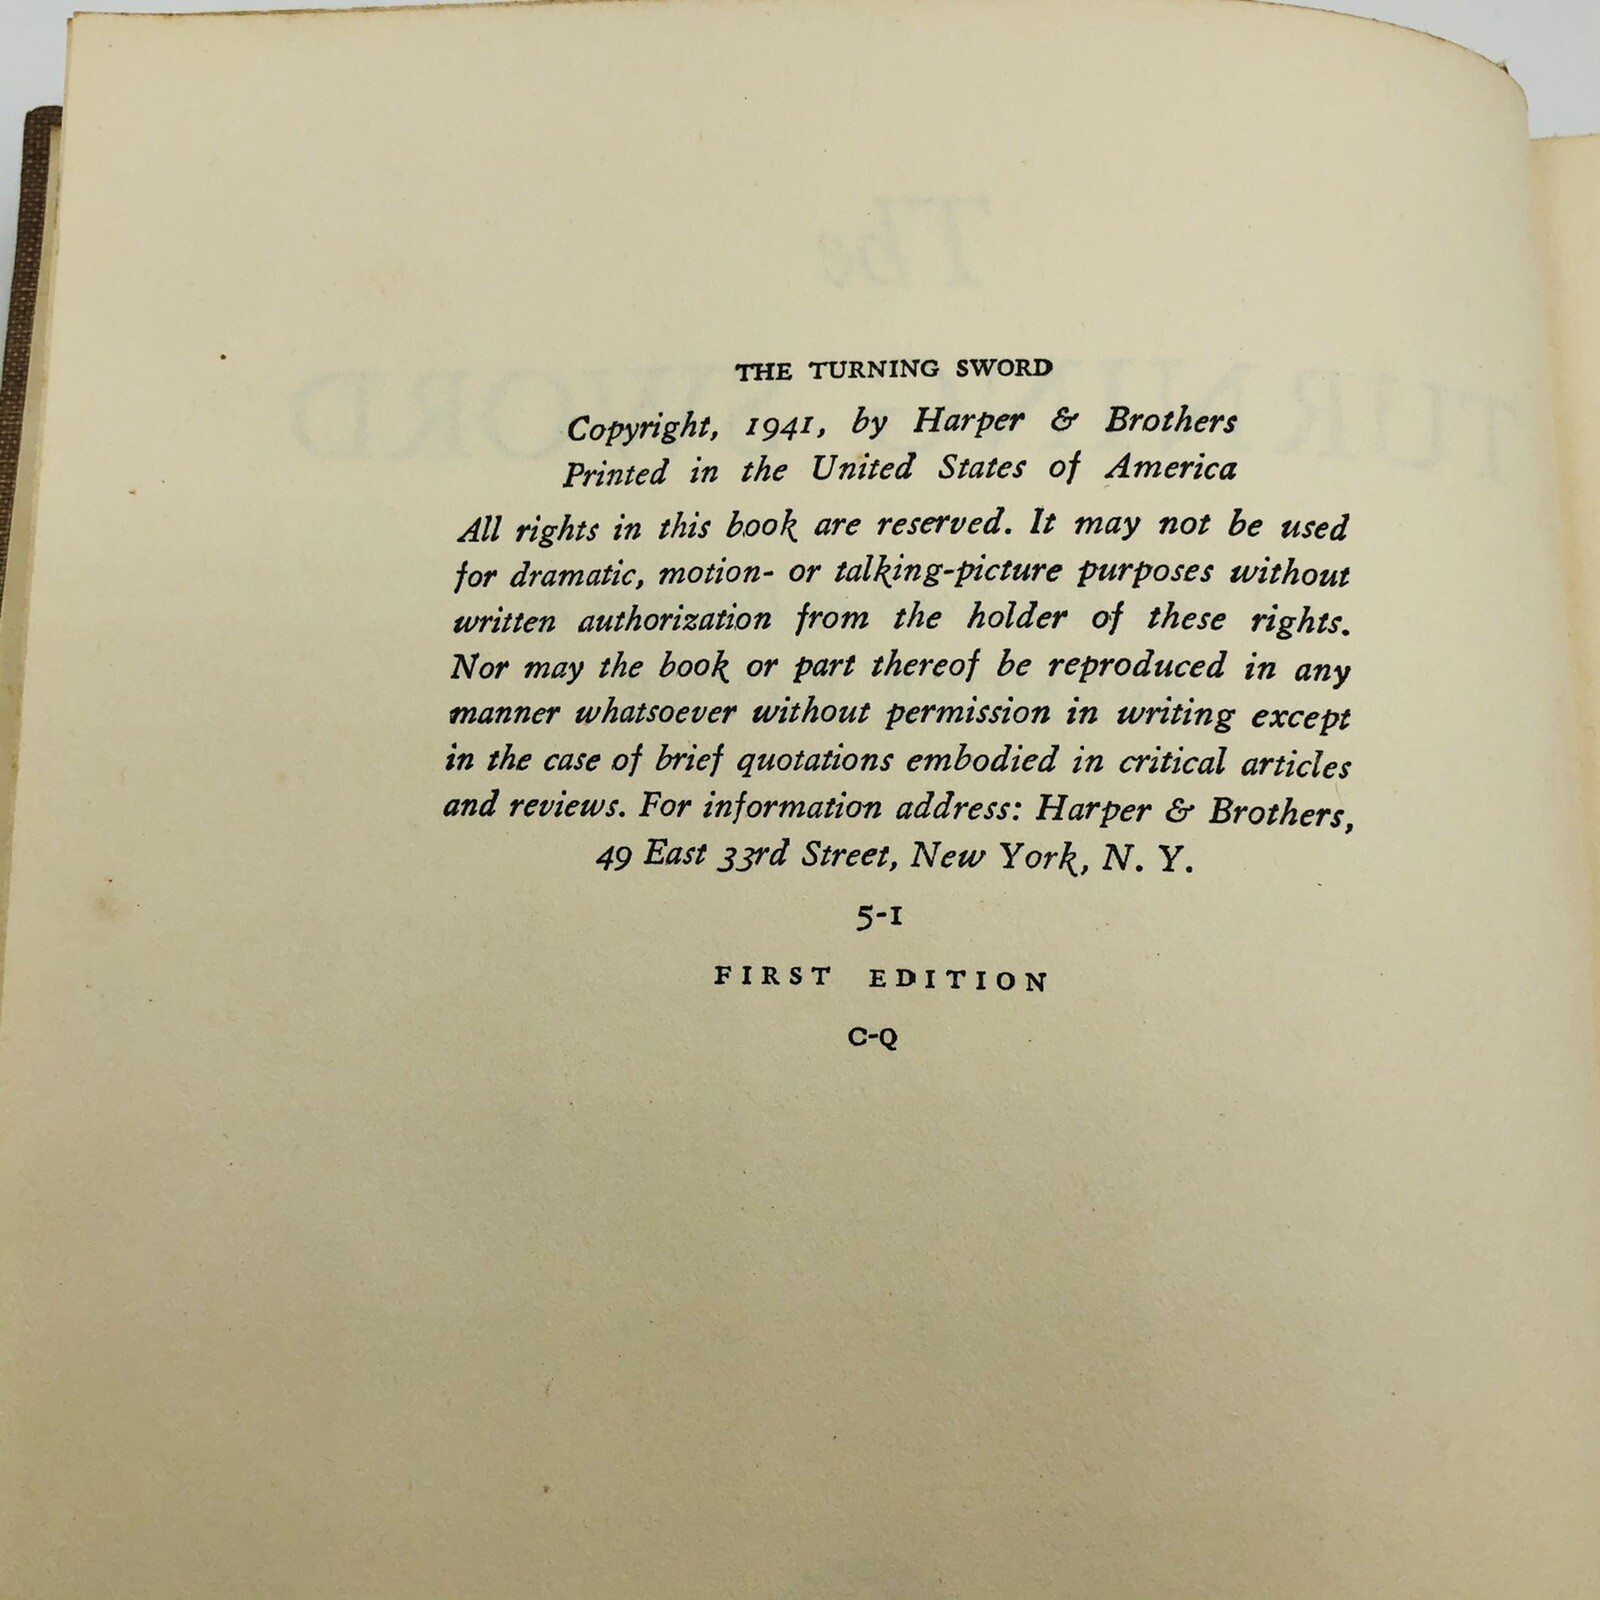 THE TURNING SWORD
Copyright, 1941, by Harper & Brothers
Printed in the United States of America
All rights in this book are reserved. It may not be used
for dramatic, motion- or talking-picture purposes without
written authorization from the holder of these rights.
Nor may the book or part thereof be reproduced in any
manner whatsoever without permission in writing except
in the case of brief quotations embodied in critical articles
and reviews. For information address: Harper & Brothers,
49 East 33rd Street, New York, N. Y.
5-1
FIRST EDITION
C-Q